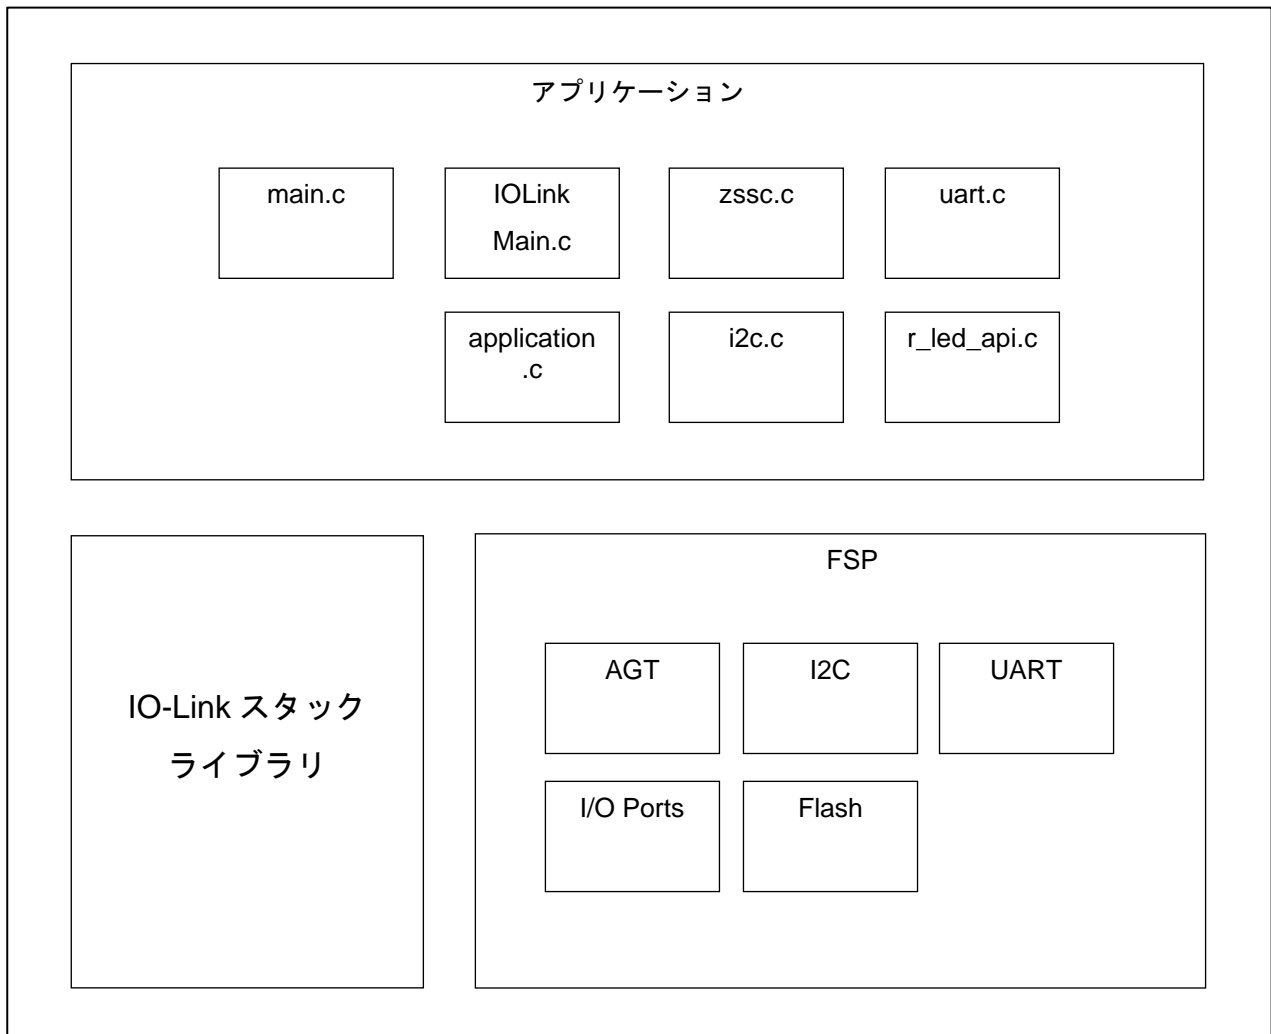 アプリケーション
main.c
IOLink
Main.c
zssc.c
uart.c
application
.c
i2c.c
r_led_api.c
IO-Link スタック
ライブラリ
FSP
AGT
I2C
UART
I/O Ports
Flash